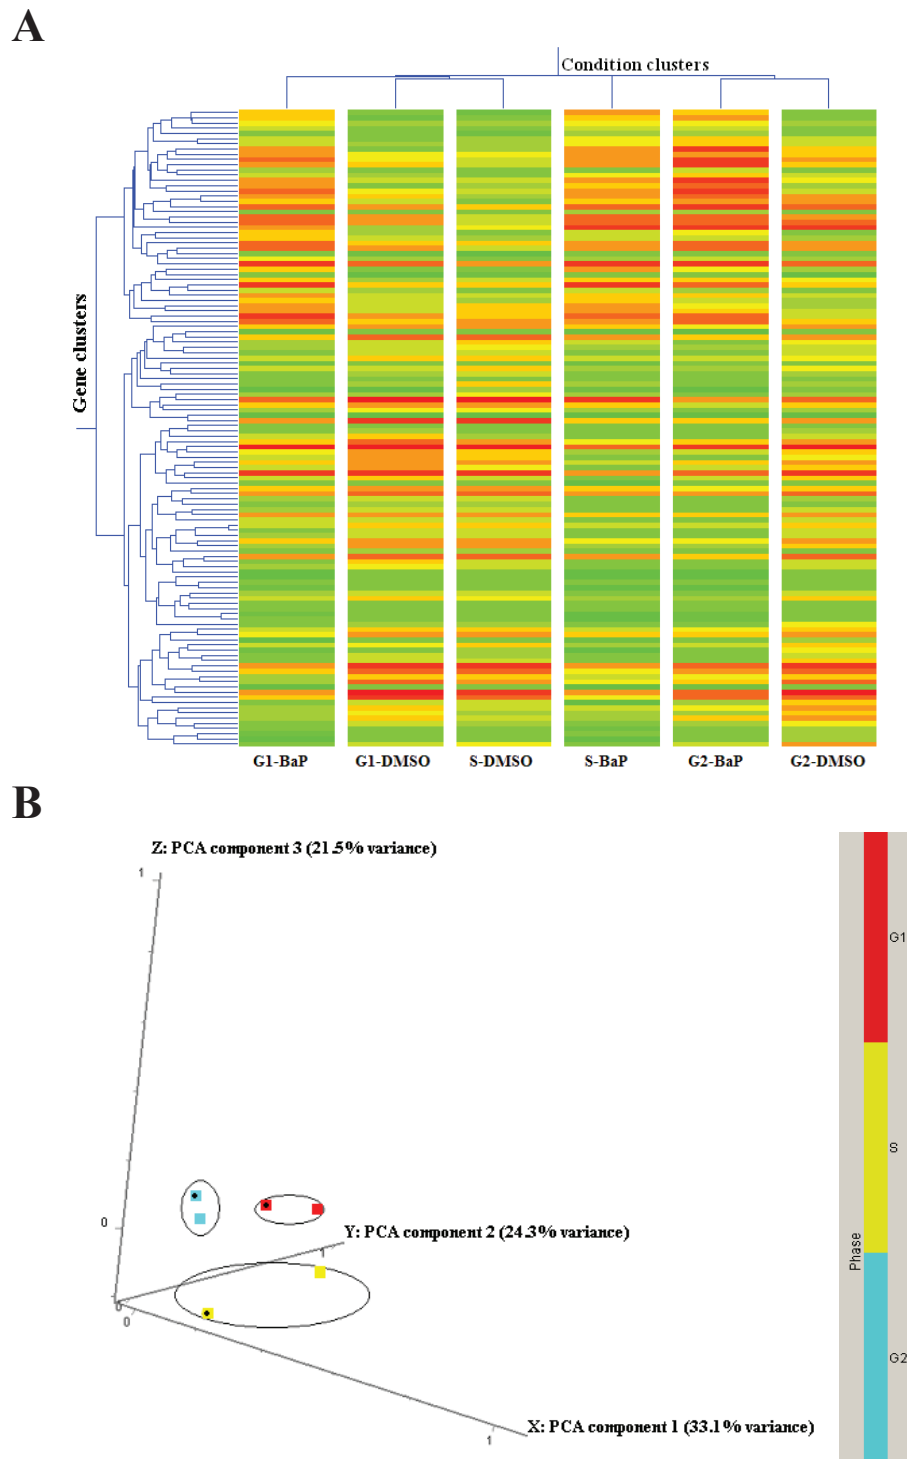 A
Condition clusters
Gene clusters
G1-BaP G1-DMSO S-DMSO S-BaP G2-BaP G2-DMSO
B
Z: PCA component 3 (21.5% variance)
1
0
Y: PCA component 2 (24.3% variance)
1
0
0
X: PCA component 1 (33.1% variance)
1
Phase
G1
S
G2